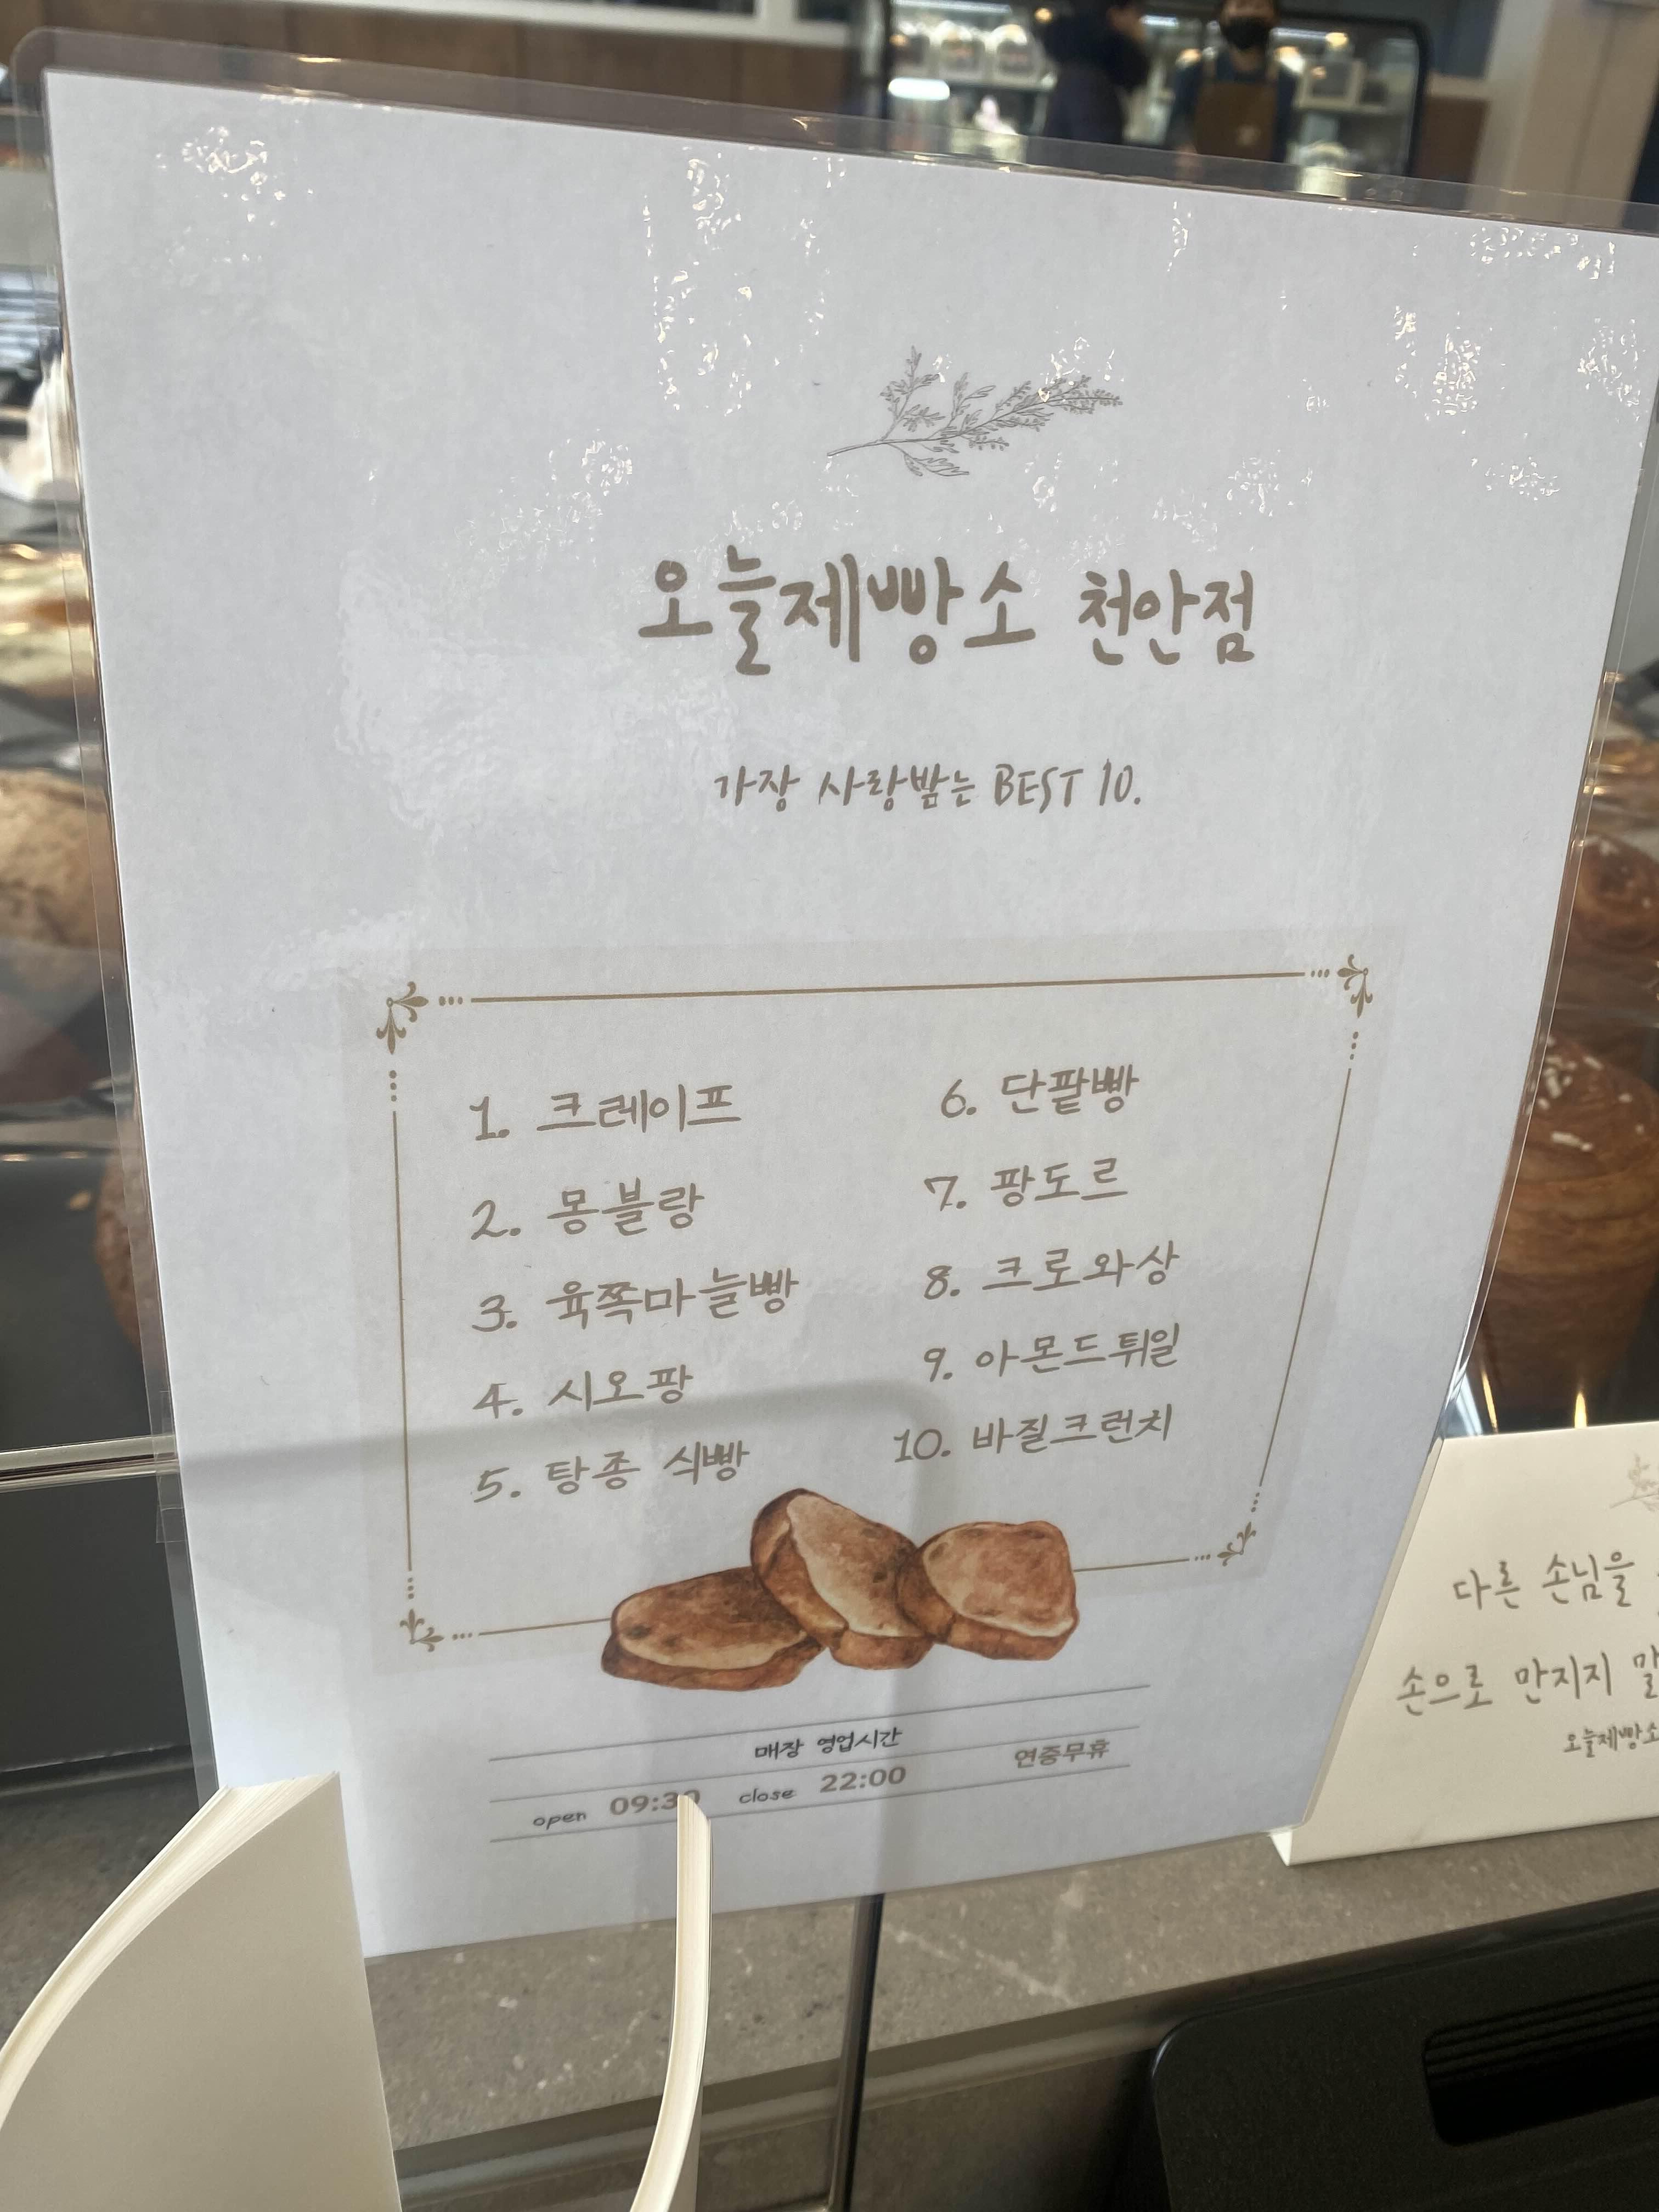 오늘제빵소 천안점
가장 사랑받는 BEST 10.
1. 크레이프
2. 몽블랑
3. 육쪽마늘빵
4. 시오팡
5. 탕종 식빵
6. 단팥빵
7. 팡도르
8. 크로와상
9. 아몬드튀일
10. 바질크런치
매장 영업시간
open 09:30 close 22:00 연중무휴
다른 손님을
손으로 만지지 말
오늘제빵소